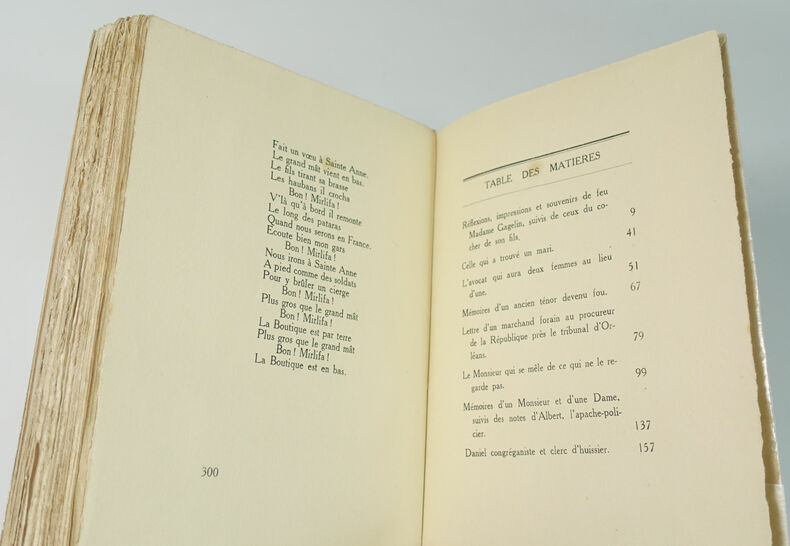 Fait un vœu à Sainte Anne.
Le grand mât vient en bas.
Le fils tirant sa brasse
Les haubans il crocha
Bon ! Mirlifa !
V'là qu'à bord il remonte
Le long des pataras
Quand nous serons en France.
Ecoute bien mon gars
Bon ! Mirlifa !
Nous irons à Sainte Anne
A pied comme des soldats
Pour y brûler un cierge
Bon ! Mirlifa !
Plus gros que le grand mât
Bon ! Mirlifa !
La Boutique est par terre
Plus gros que le grand mât
Bon ! Mirlifa !
La Boutique est en bas.
300
TABLE DES MATIERES
Réflexions, impressions et souvenirs de feu
Madame Gagelin, suivis de ceux du co-
cher de son fils. 9
Celle qui a trouvé un mari. 41
L'avocat qui aura deux femmes au lieu
d'une. 51
Mémoires d'un ancien ténor devenu fou. 67
Lettre d'un marchand forain au procureur
de la République près le tribunal d'Or-
léans. 79
Le Monsieur qui se mêle de ce qui ne le re-
garde pas. 99
Mémoires d'un Monsieur et d'une Dame,
suivis des notes d'Albert, l'apache-poli-
cier. 137
Daniel congréganiste et clerc d'huissier. 157